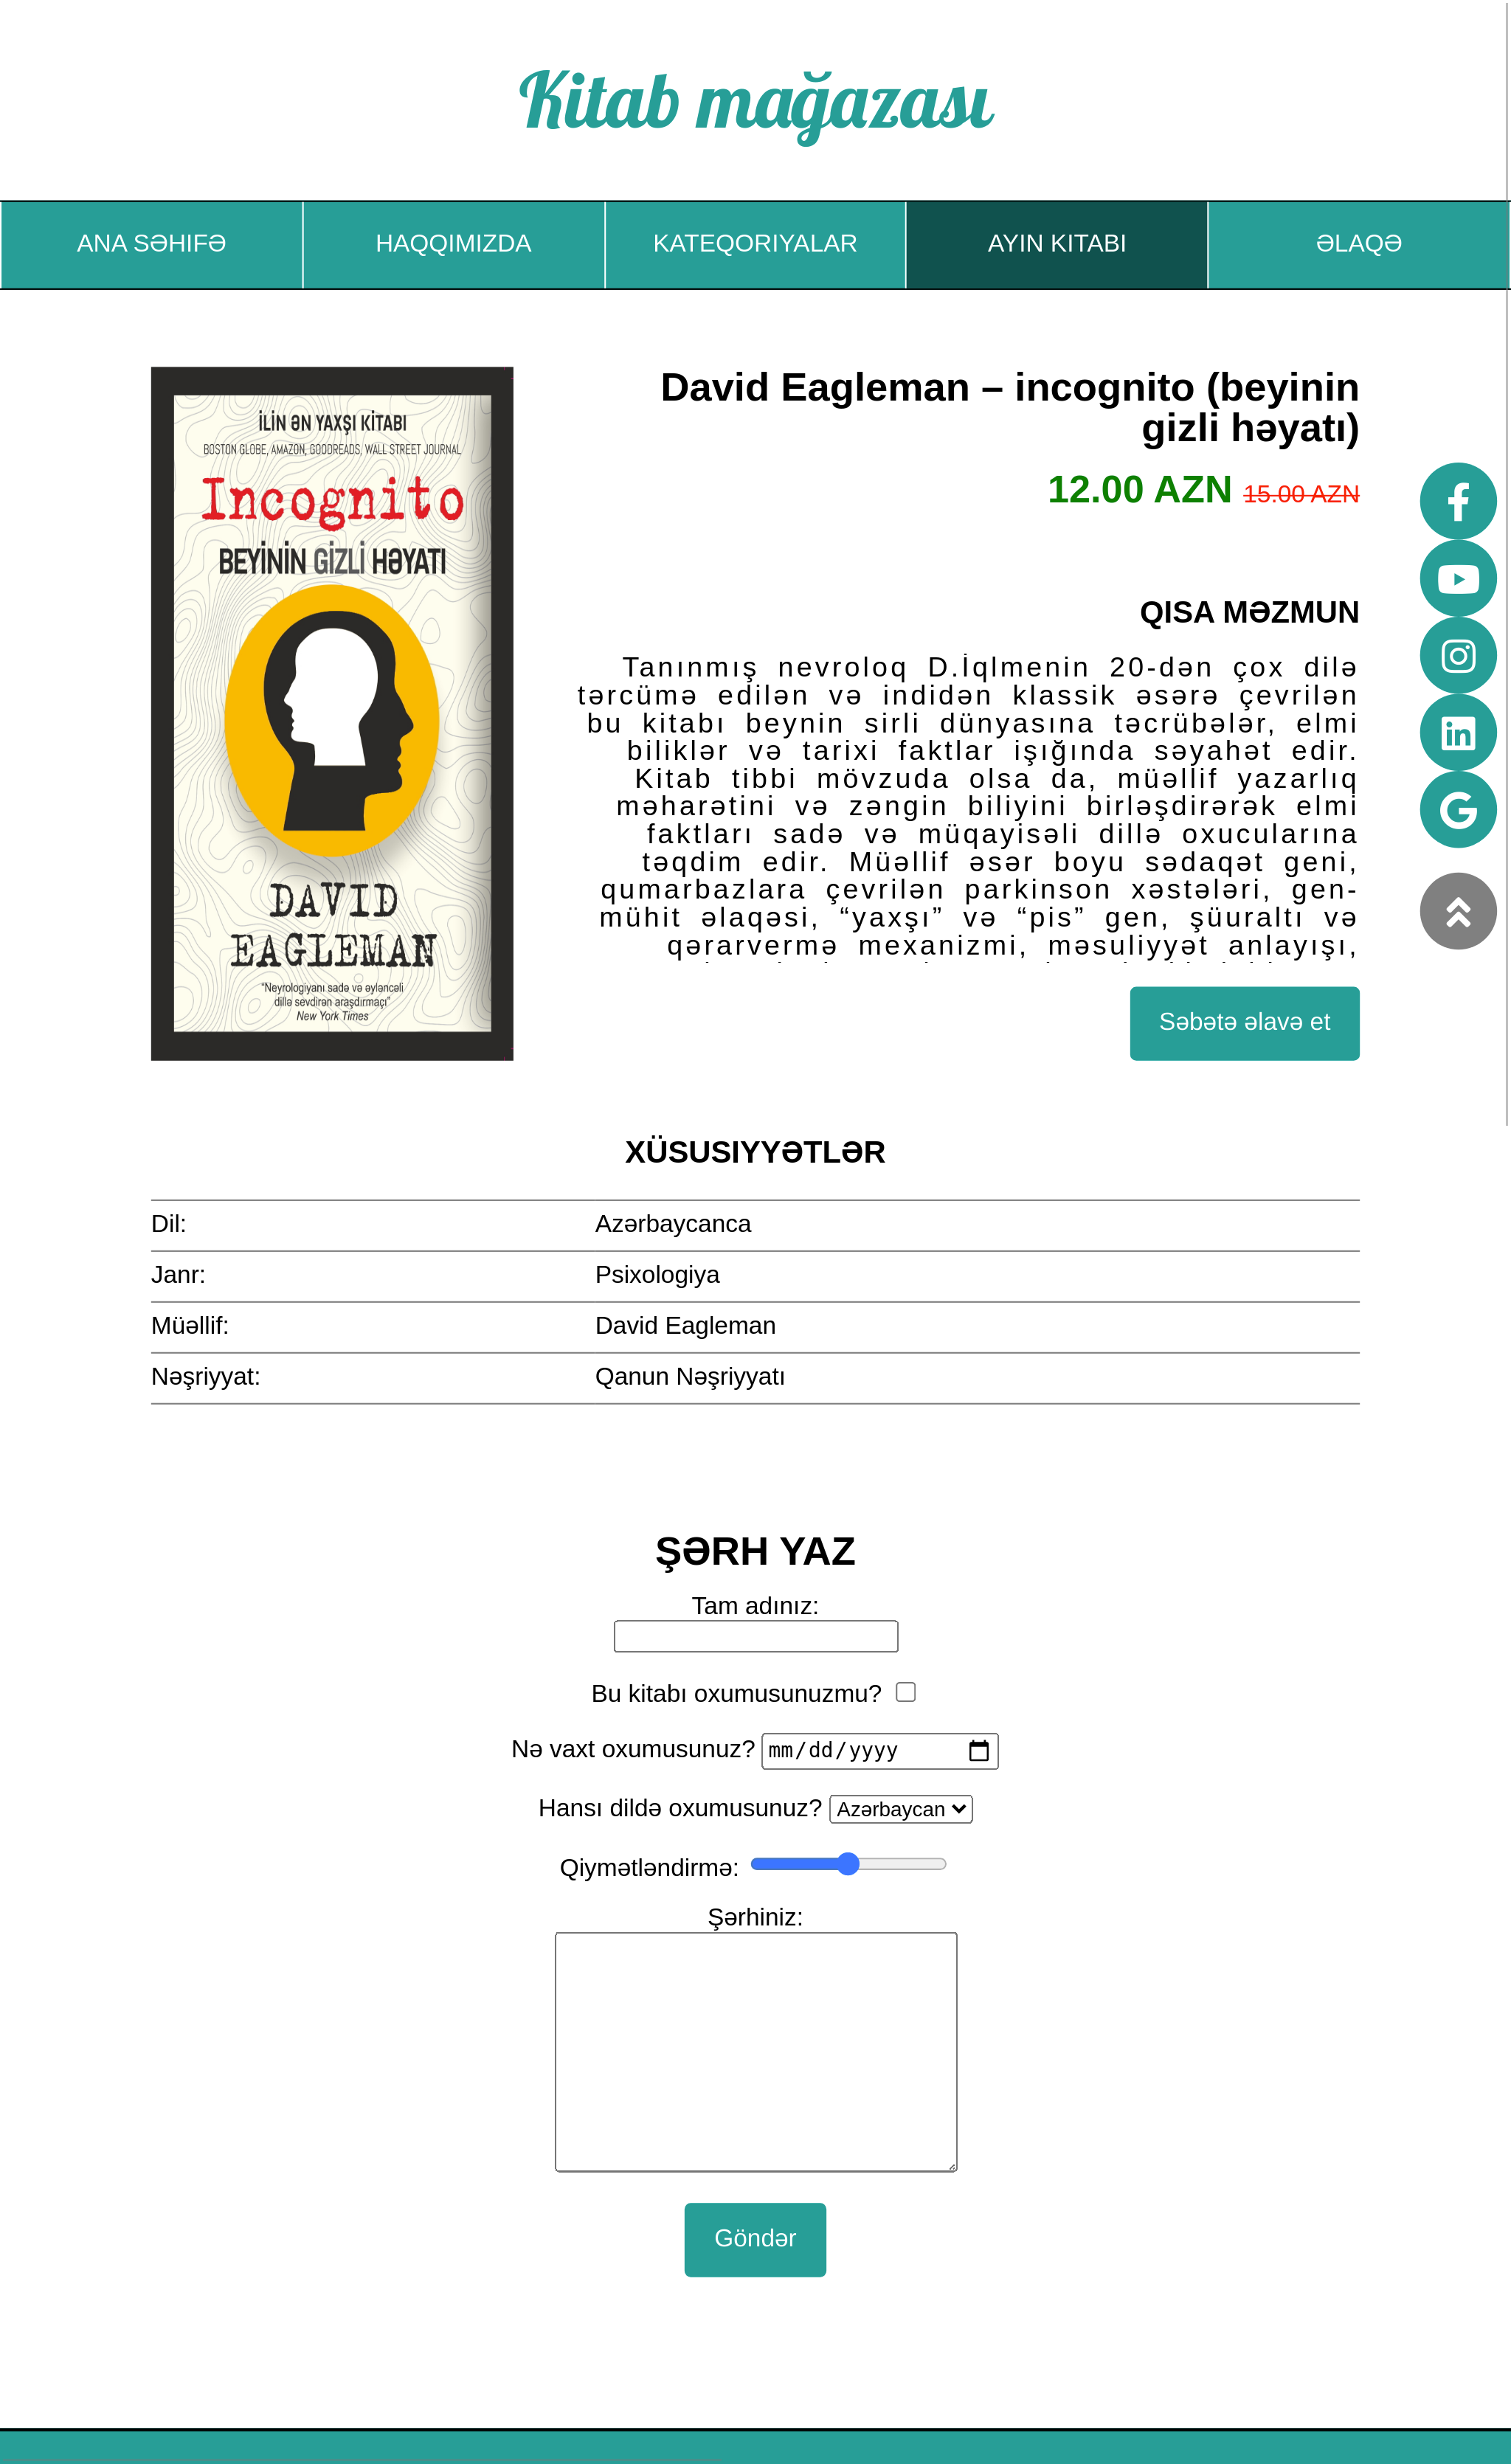 Kitab mağazası
ANA SƏHIFƏ
HAQQIMIZDA
KATEQORIYALAR
AYIN KITABI
ƏLAQƏ
İLİN ƏN YAXŞI KİTABI
BOSTON GLOBE, AMAZON, GOODREADS, WALL STREET JOURNAL
Incognito
BEYİNİN GİZLİ HƏYATI
DAVID
EAGLEMAN
“Neyrologiyanı sadə və əyləncəli
dillə sevdirən araşdırmaçı”
New York Times
David Eagleman – incognito (beyinin
gizli həyatı)
12.00 AZN 15.00 AZN
QISA MƏZMUN
Tanınmış nevroloq D.İqlmenin 20-dən çox dilə
tərcümə edilən və indidən klassik əsərə çevrilən
bu kitabı beynin sirli dünyasına təcrübələr, elmi
biliklər və tarixi faktlar işığında səyahət edir.
Kitab tibbi mövzuda olsa da, müəllif yazarlıq
məharətini və zəngin biliyini birləşdirərək elmi
faktları sadə və müqayisəli dillə oxucularına
təqdim edir. Müəllif əsər boyu sədaqət geni,
qumarbazlara çevrilən parkinson xəstələri, gen-
mühit əlaqəsi, “yaxşı” və “pis” gen, şüuraltı və
qərarvermə mexanizmi, məsuliyyət anlayışı,
Səbətə əlavə et
XÜSUSIYYƏTLƏR
Dil: Azərbaycanca
Janr: Psixologiya
Müəllif: David Eagleman
Nəşriyyat: Qanun Nəşriyyatı
ŞƏRH YAZ
Tam adınız:
Bu kitabı oxumusunuzmu?
Nə vaxt oxumusunuz? mm/dd/yyyy
Hansı dildə oxumusunuz? Azərbaycan
Qiymətləndirmə:
Şərhiniz:
Göndər